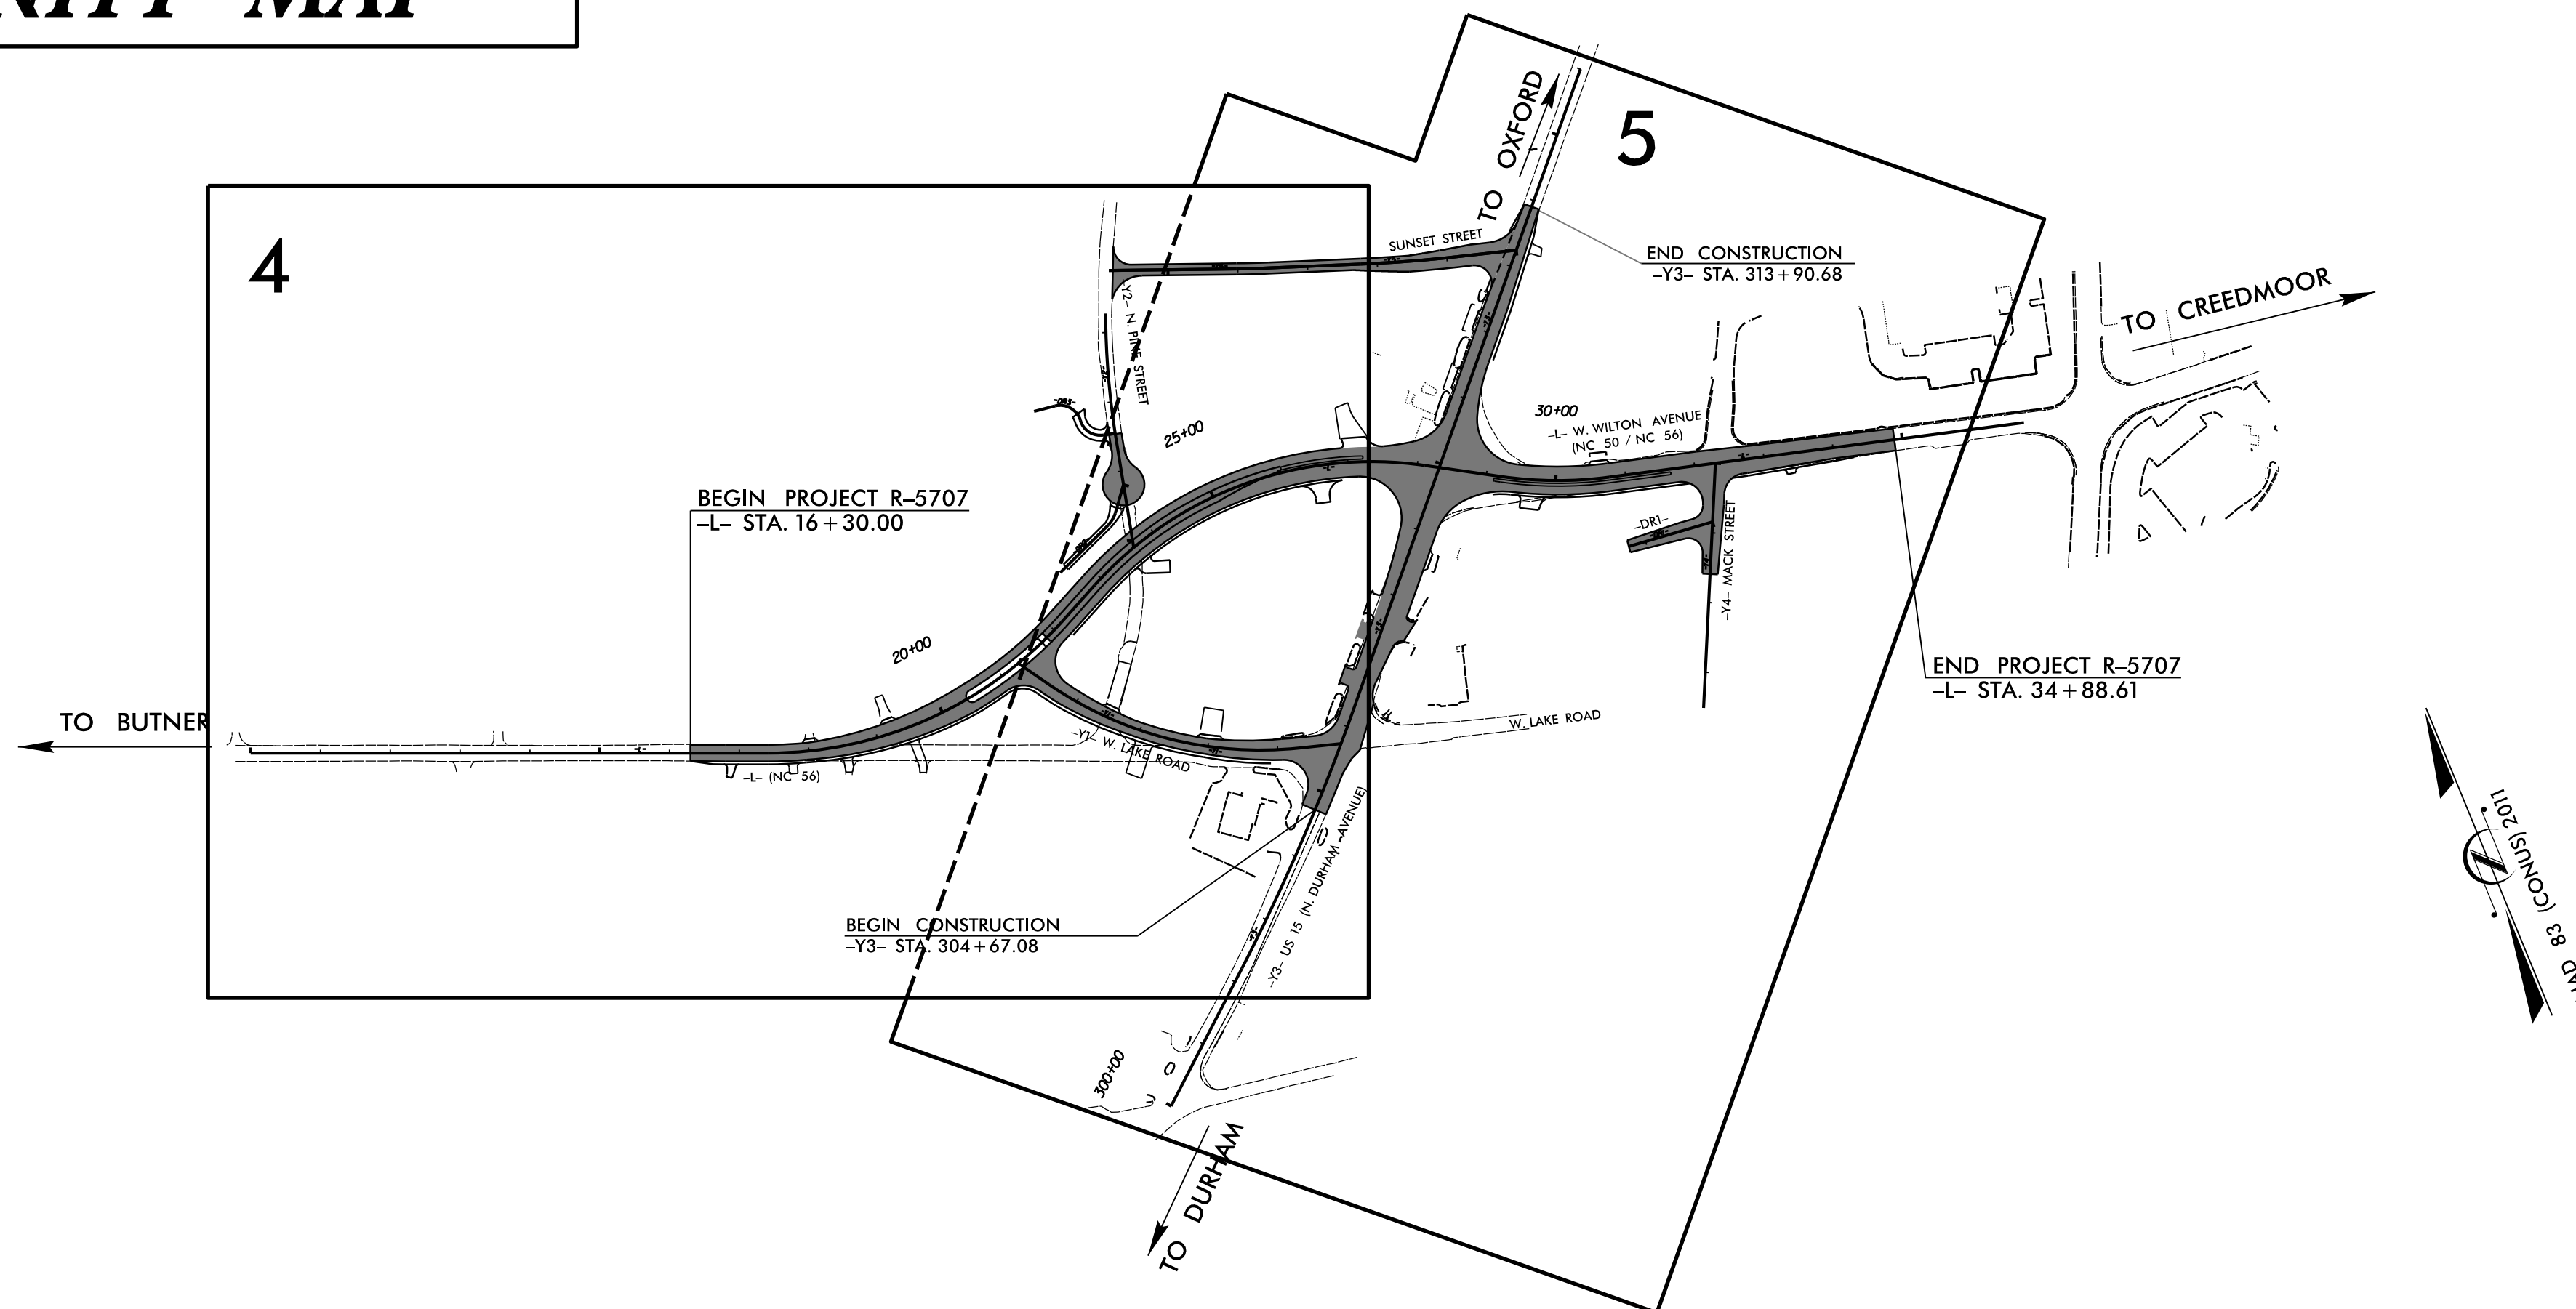 MAP
4
5
TO OXFORD
SUNSET STREET
END CONSTRUCTION
–Y3– STA. 313+90.68
TO CREEDMOOR
–Y2– N. PINE STREET
25+00
30+00
–L– W. WILTON AVENUE
(NC 50 / NC 56)
BEGIN PROJECT R–5707
–L– STA. 16+30.00
–DR1–
–Y4– MACK STREET
20+00
END PROJECT R–5707
–L– STA. 34+88.61
TO BUTNER
W. LAKE ROAD
–Y1– W. LAKE ROAD
–L– (NC 56)
BEGIN CONSTRUCTION
–Y3– STA. 304+67.08
–Y3– US 15 (N. DURHAM AVENUE)
300+00
TO DURHAM
83 (CONUS) 2011